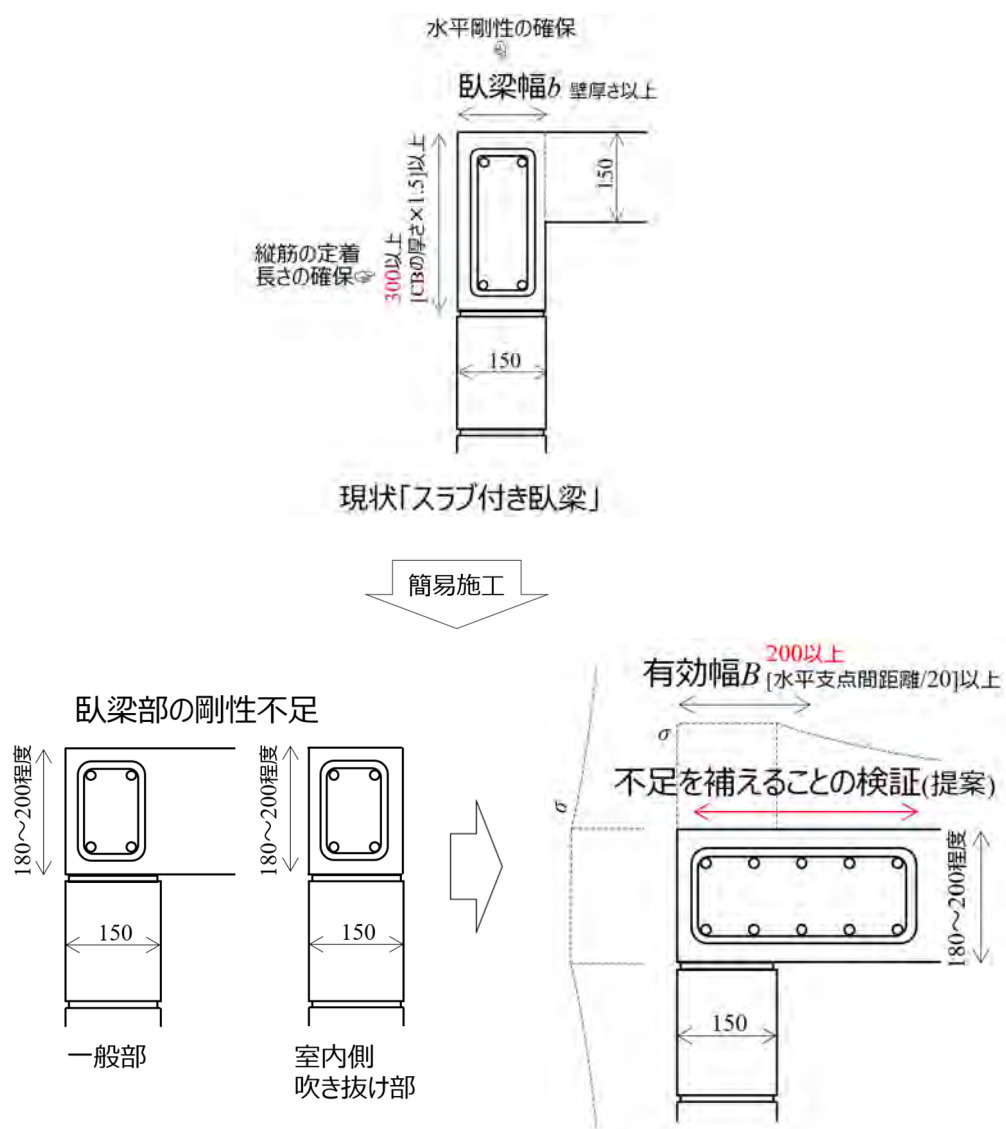 水平剛性の確保
☟
臥梁幅b 壁厚さ以上
150
縦筋の定着
長さの確保☞
300以上
[CBの厚さ×1.5]以上
150
現状「スラブ付き臥梁」
簡易施工
臥梁部の剛性不足
180～200程度
150
一般部
180～200程度
150
室内側
吹き抜け部
有効幅B 200以上
[水平支点間距離/20]以上
σ
不足を補えることの検証(提案)
σ
180～200程度
150